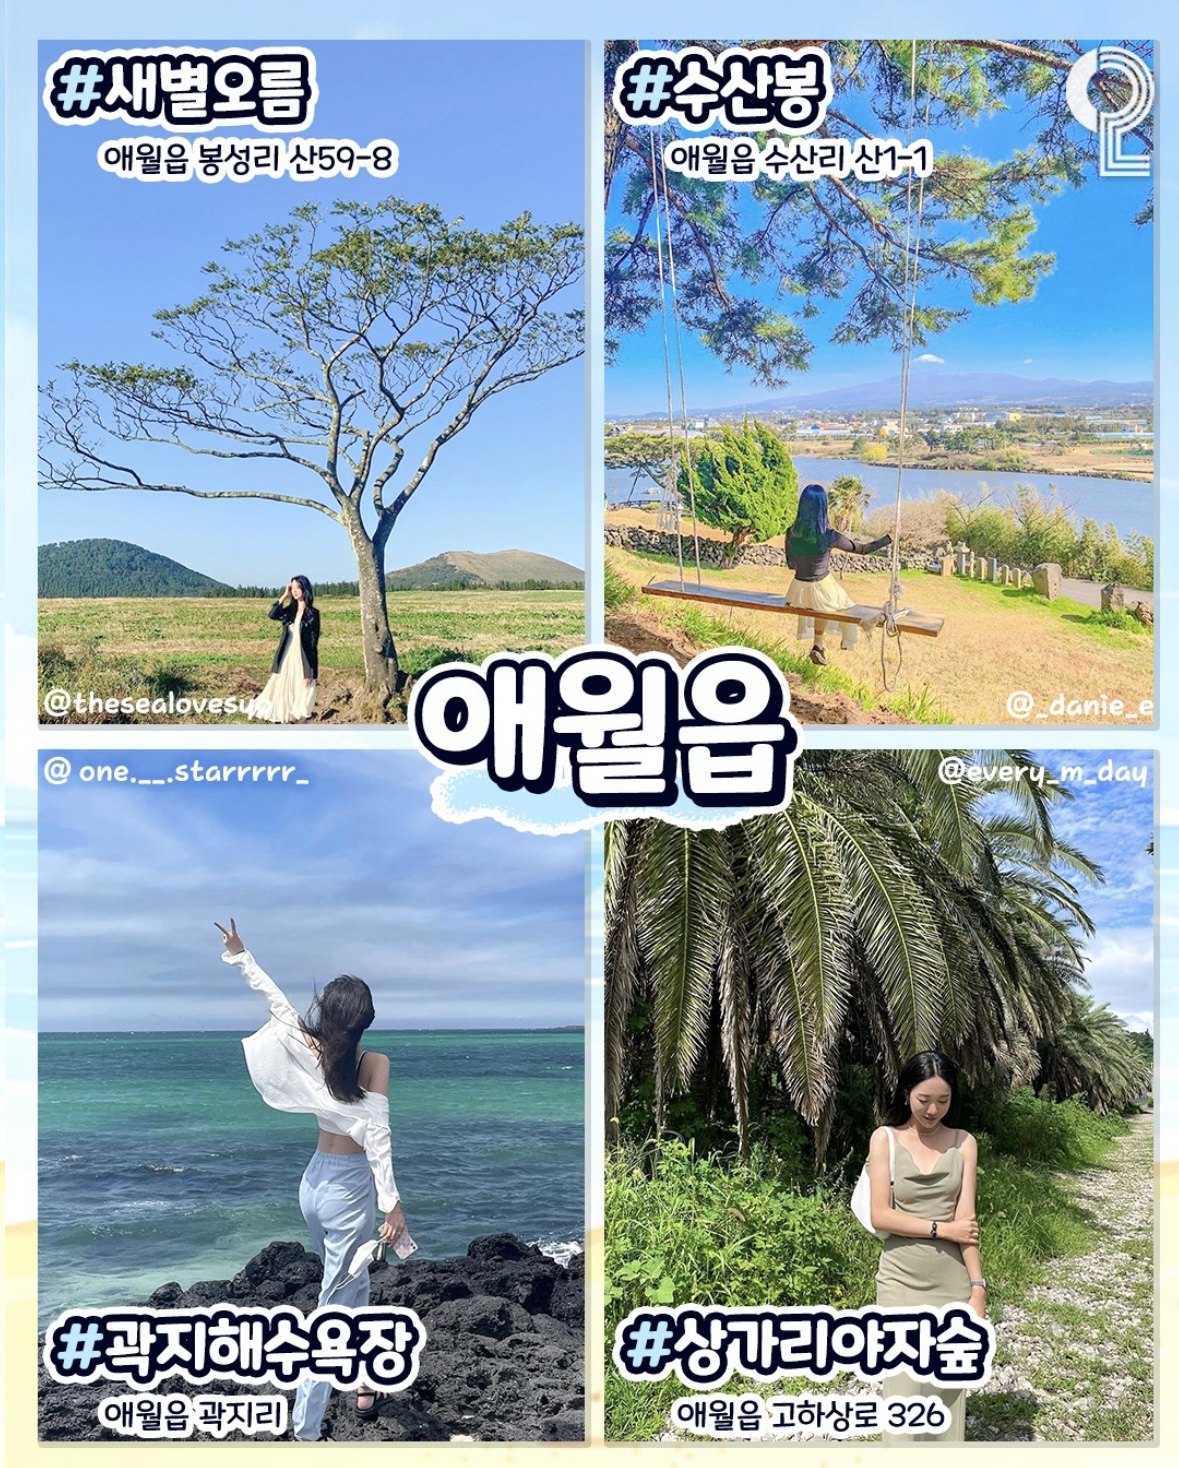 #새별오름
애월읍 봉성리 산59-8
#수산봉
애월읍 수산리 산1-1
@_danie_e
애월읍
@ one.__.starrrrr_
@every_m_day
#곽지해수욕장
애월읍 곽지리
#상가리야자숲
애월읍 고하상로 326